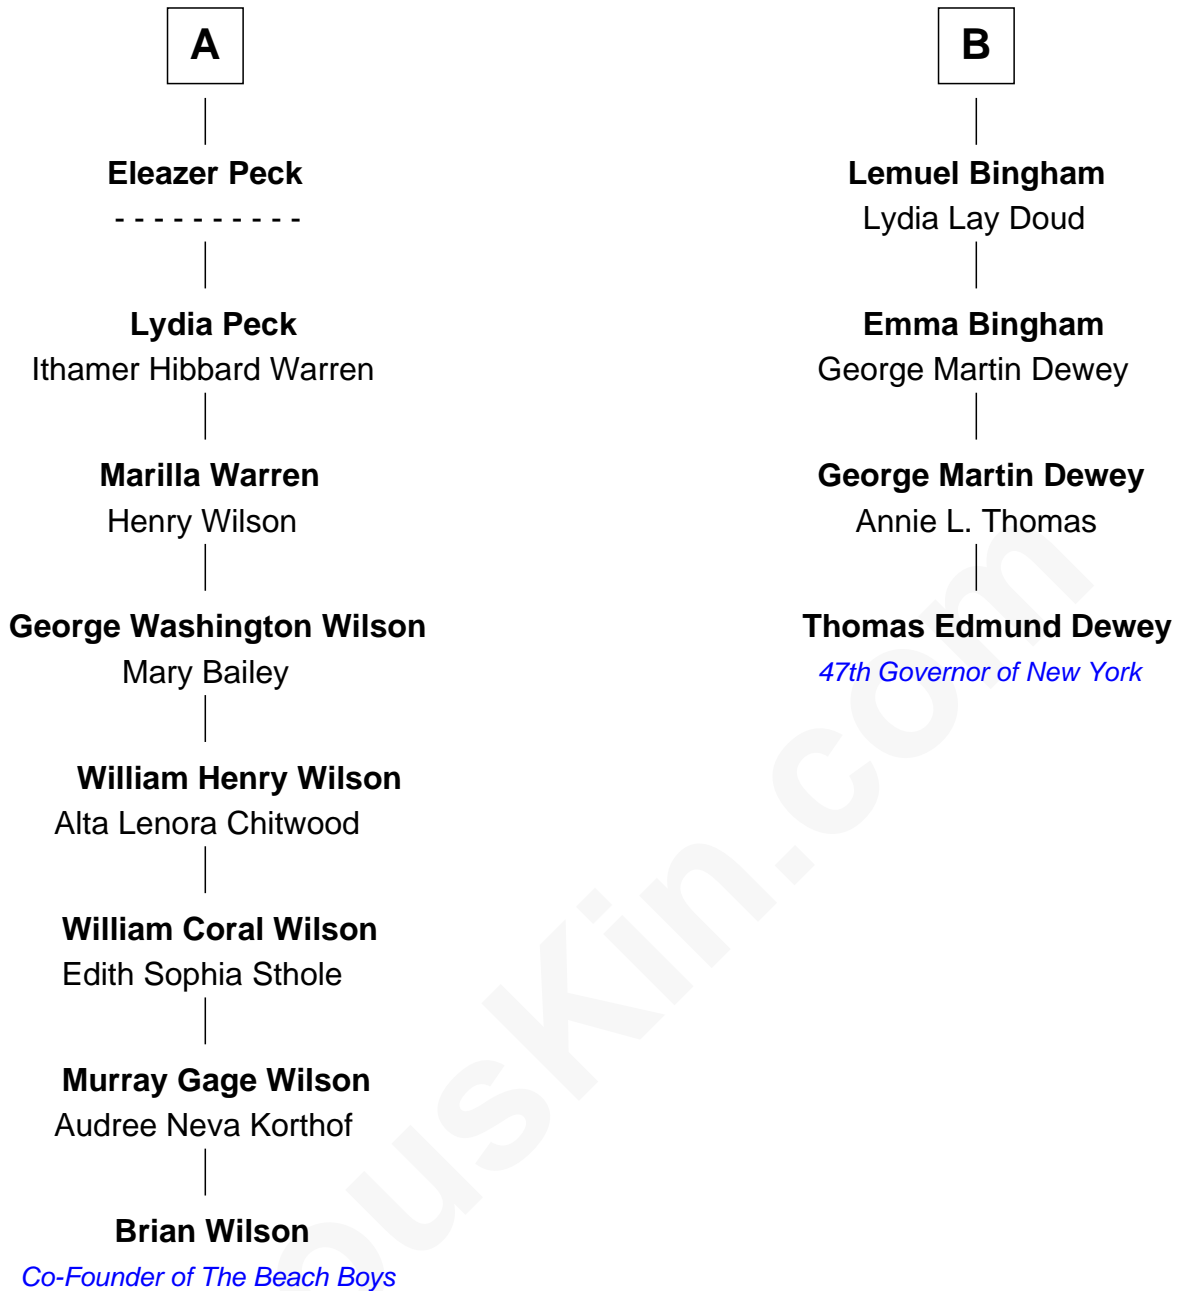 A
Eleazer Peck
- - - - - - - - - -
Lydia Peck
Ithamer Hibbard Warren
Marilla Warren
Henry Wilson
George Washington Wilson
Mary Bailey
William Henry Wilson
Alta Lenora Chitwood
William Coral Wilson
Edith Sophia Sthole
Murray Gage Wilson
Audree Neva Korthof
Brian Wilson
Co-Founder of The Beach Boys
B
Lemuel Bingham
Lydia Lay Doud
Emma Bingham
George Martin Dewey
George Martin Dewey
Annie L. Thomas
Thomas Edmund Dewey
47th Governor of New York
ousKin.com